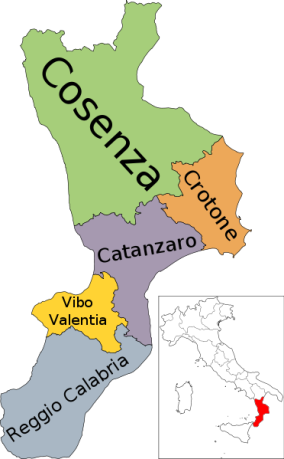 Cosenza
Crotone
Catanzaro
Vibo
Valentia
Reggio Calabria